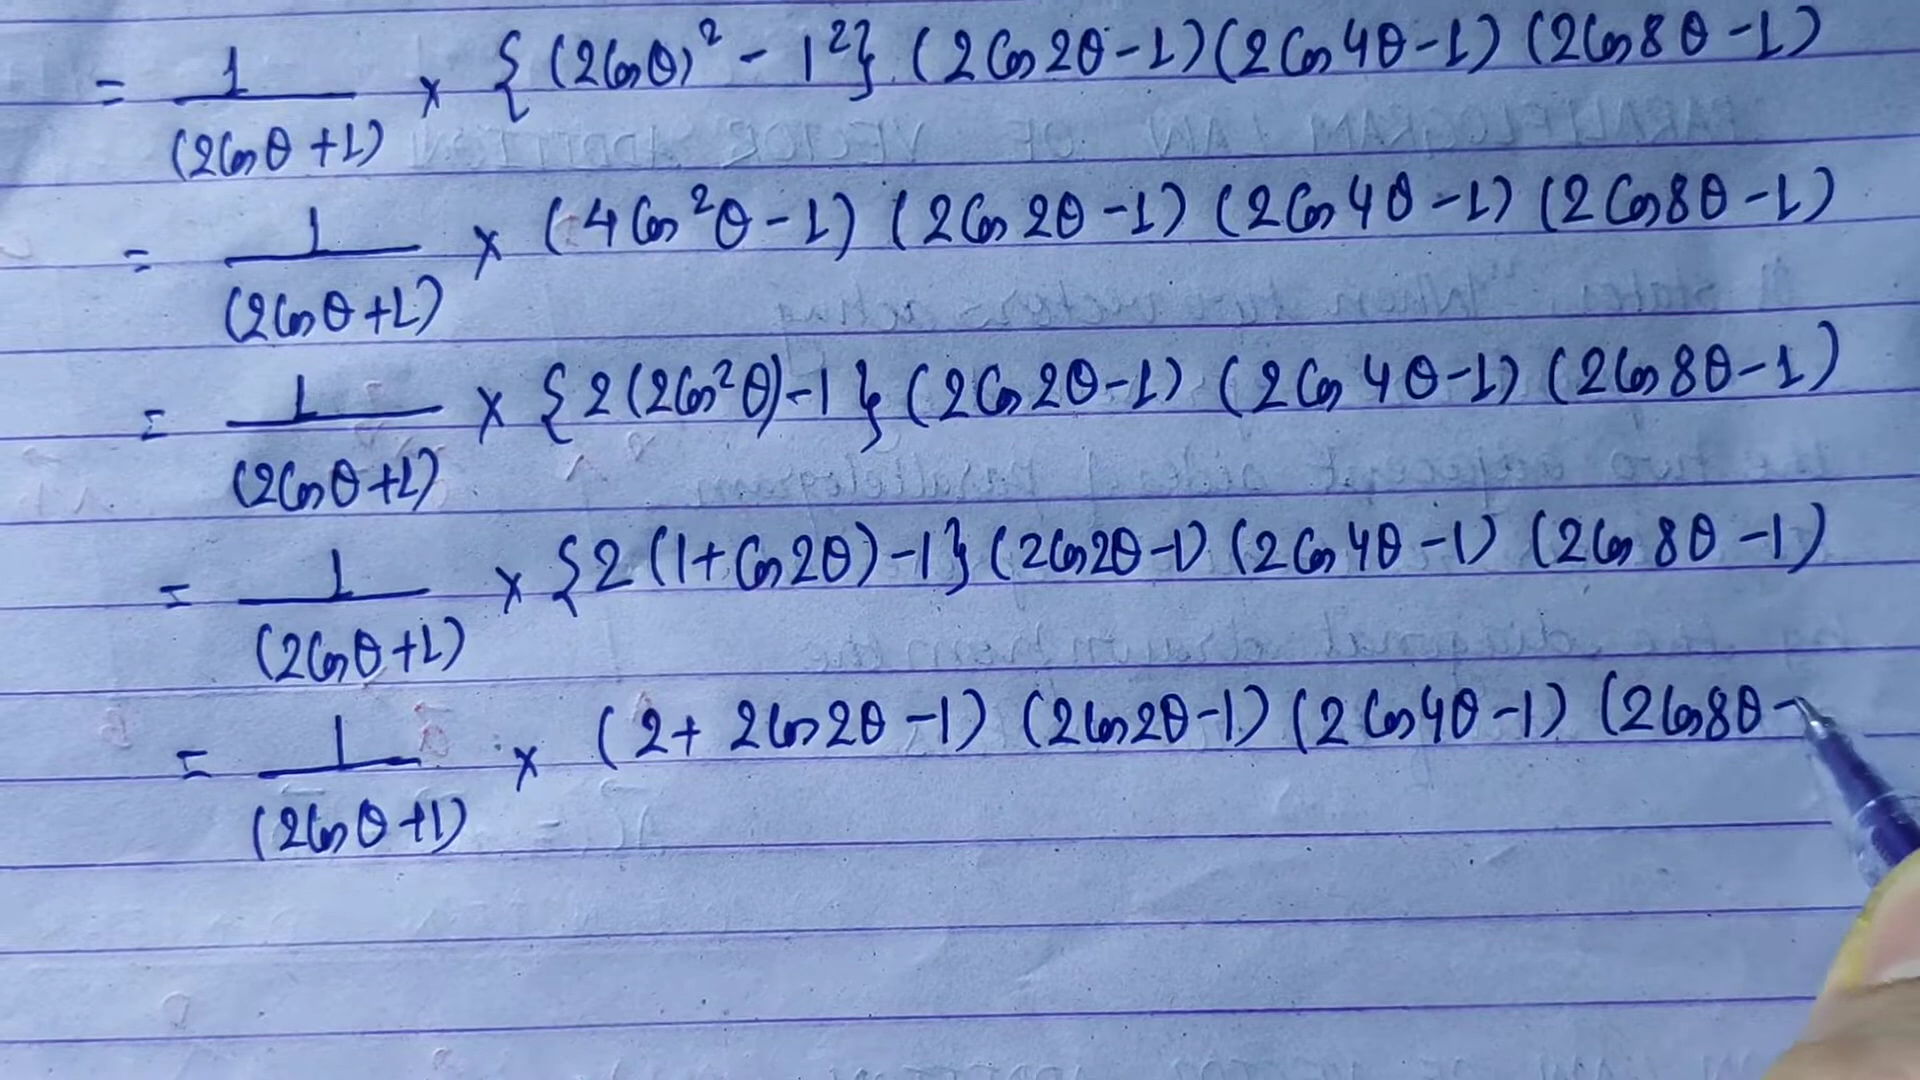 = 1/(2Cosθ+1) × {(2Cosθ)² - 1²} (2Cos2θ-1)(2Cos4θ-1)(2Cos8θ-1)
= 1/(2Cosθ+1) × (4Cos²θ-1) (2Cos2θ-1) (2Cos4θ-1) (2Cos8θ-1)
= 1/(2Cosθ+1) × {2(2Cos²θ)-1} (2Cos2θ-1) (2Cos4θ-1) (2Cos8θ-1)
= 1/(2Cosθ+1) × {2(1+Cos2θ)-1} (2Cos2θ-1) (2Cos4θ-1) (2Cos8θ-1)
= 1/(2Cosθ+1) × (2+2Cos2θ-1) (2Cos2θ-1) (2Cos4θ-1) (2Cos8θ-